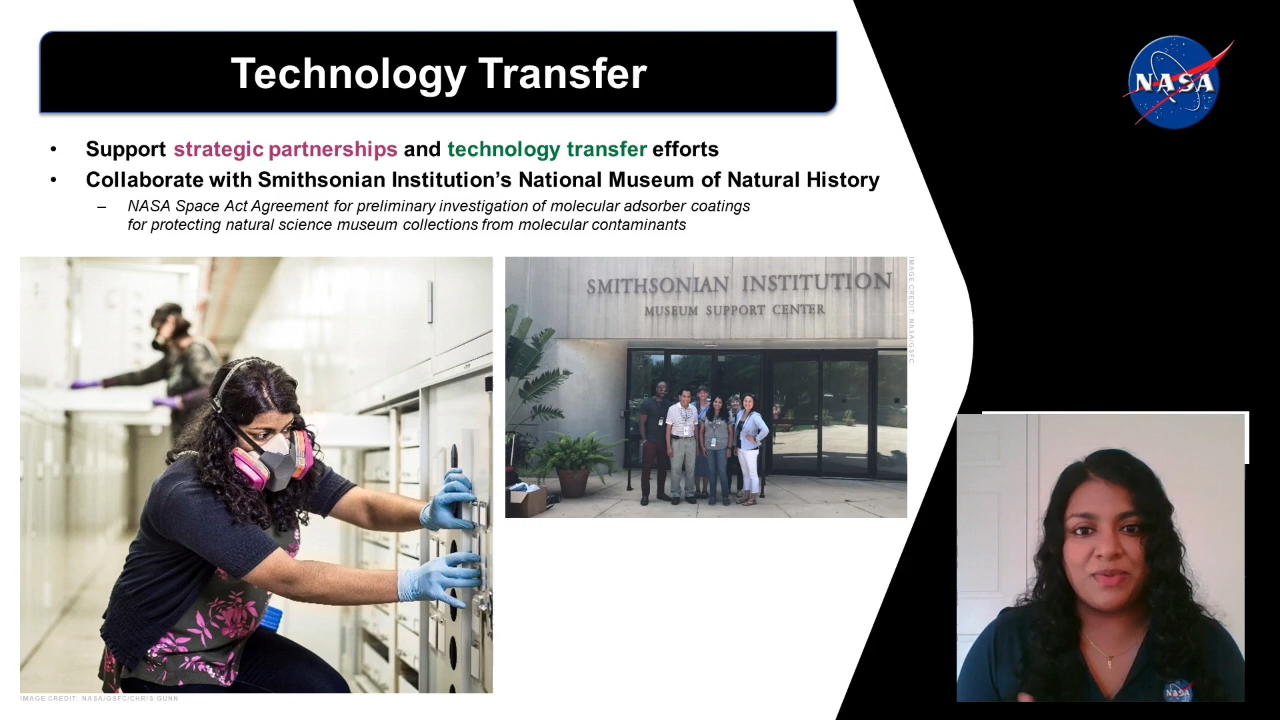 Technology Transfer
NASA
• Support strategic partnerships and technology transfer efforts
• Collaborate with Smithsonian Institution’s National Museum of Natural History
– NASA Space Act Agreement for preliminary investigation of molecular adsorber coatings
for protecting natural science museum collections from molecular contaminants
SMITHSONIAN INSTITUTION
MUSEUM SUPPORT CENTER
IMAGE CREDIT: NASA/GSFC
IMAGE CREDIT: NASA/GSFC/CHRIS GUNN
NASA